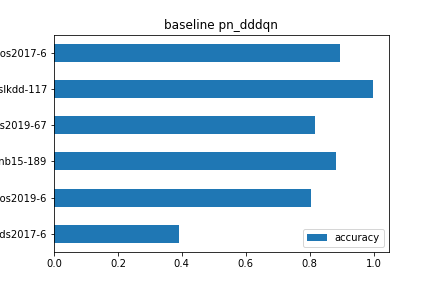 baseline pn_dddqn
os2017-6
slkdd-117
s2019-67
nb15-189
os2019-6
ds2017-6
accuracy
0.0 0.2 0.4 0.6 0.8 1.0